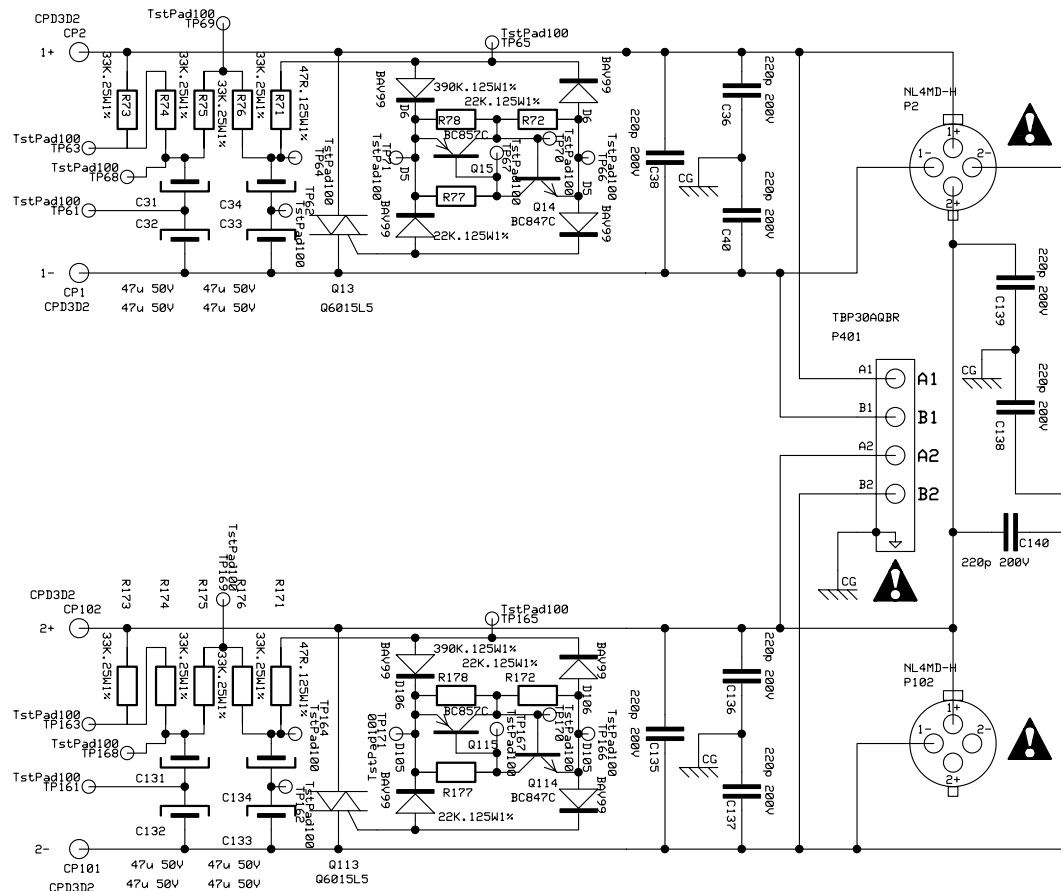 CPD3D2
CP2
1+
TstPad100
TP69
33K.25W1%
R73
R74
33K.25W1%
R75
33K.25W1%
R76
33K.25W1%
R71
47R.125W1%
TstPad100
TP63
TstPad100
TP68
TstPad100
TP61
C31
C32
C34
C33
TP64
TstPad100
TP62
TstPad100
1-
CP1
CPD3D2
47u 50V
47u 50V
47u 50V
47u 50V
Q13
Q6015L5
TstPad100
TP65
BAV99
D6
390K.125W1%
22K.125W1%
R78
R72
BAV99
D6
BC857C
Q15
TP71
TstPad100
D5
TP67
TstPad100
TP70
TstPad100
TP66
TstPad100
R77
Q14
BC847C
D5
BAV99
BAV99
22K.125W1%
220p 200V
C38
220p 200V
C36
CG
220p 200V
C40
NL4MD-H
P2
1+
1-
2-
2+
220p 200V
C139
CG
220p 200V
C138
TBP30AQBR
P401
A1
A1
B1
B1
A2
A2
B2
B2
CG
C140
220p 200V
CPD3D2
CP102
2+
R173
R174
R175
TstPad100
TP169
R176
R171
33K.25W1%
33K.25W1%
33K.25W1%
33K.25W1%
47R.125W1%
TstPad100
TP163
TstPad100
TP168
TstPad100
TP161
C131
C132
C134
C133
TP164
TstPad100
TP162
TstPad100
2-
CP101
CPD3D2
47u 50V
47u 50V
47u 50V
47u 50V
Q113
Q6015L5
TstPad100
TP165
BAV99
D106
390K.125W1%
22K.125W1%
R178
R172
BAV99
D106
BC857C
Q115
TP171
TstPad100
D105
TP167
TstPad100
TP170
TstPad100
TP166
TstPad100
D105
R177
Q114
BC847C
BAV99
BAV99
22K.125W1%
220p 200V
C135
220p 200V
C136
CG
220p 200V
C137
NL4MD-H
P102
1+
1-
2-
2+